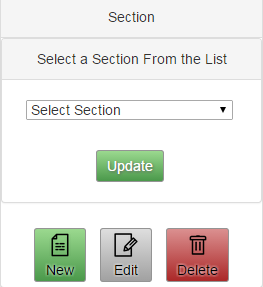 Section
Select a Section From the List
Select Section
Update
New Edit Delete